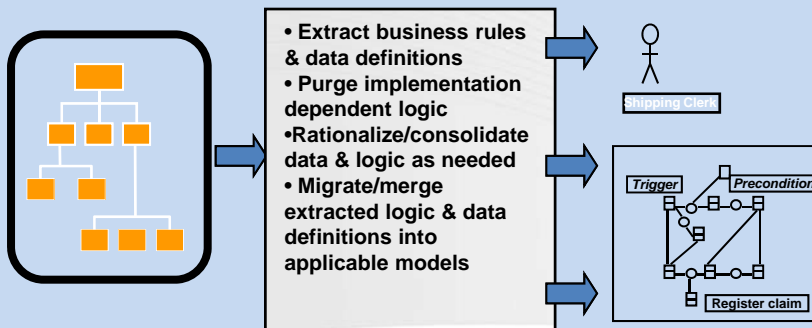 • Extract business rules
& data definitions
• Purge implementation
dependent logic
•Rationalize/consolidate
data & logic as needed
• Migrate/merge
extracted logic & data
definitions into
applicable models
Shipping Clerk
Trigger
Precondition
Register claim